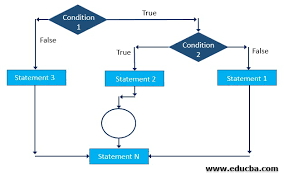 Condition
1
True
False
Condition
2
True
False
Statement 3
Statement 2
Statement 1
Statement N
www.educba.com